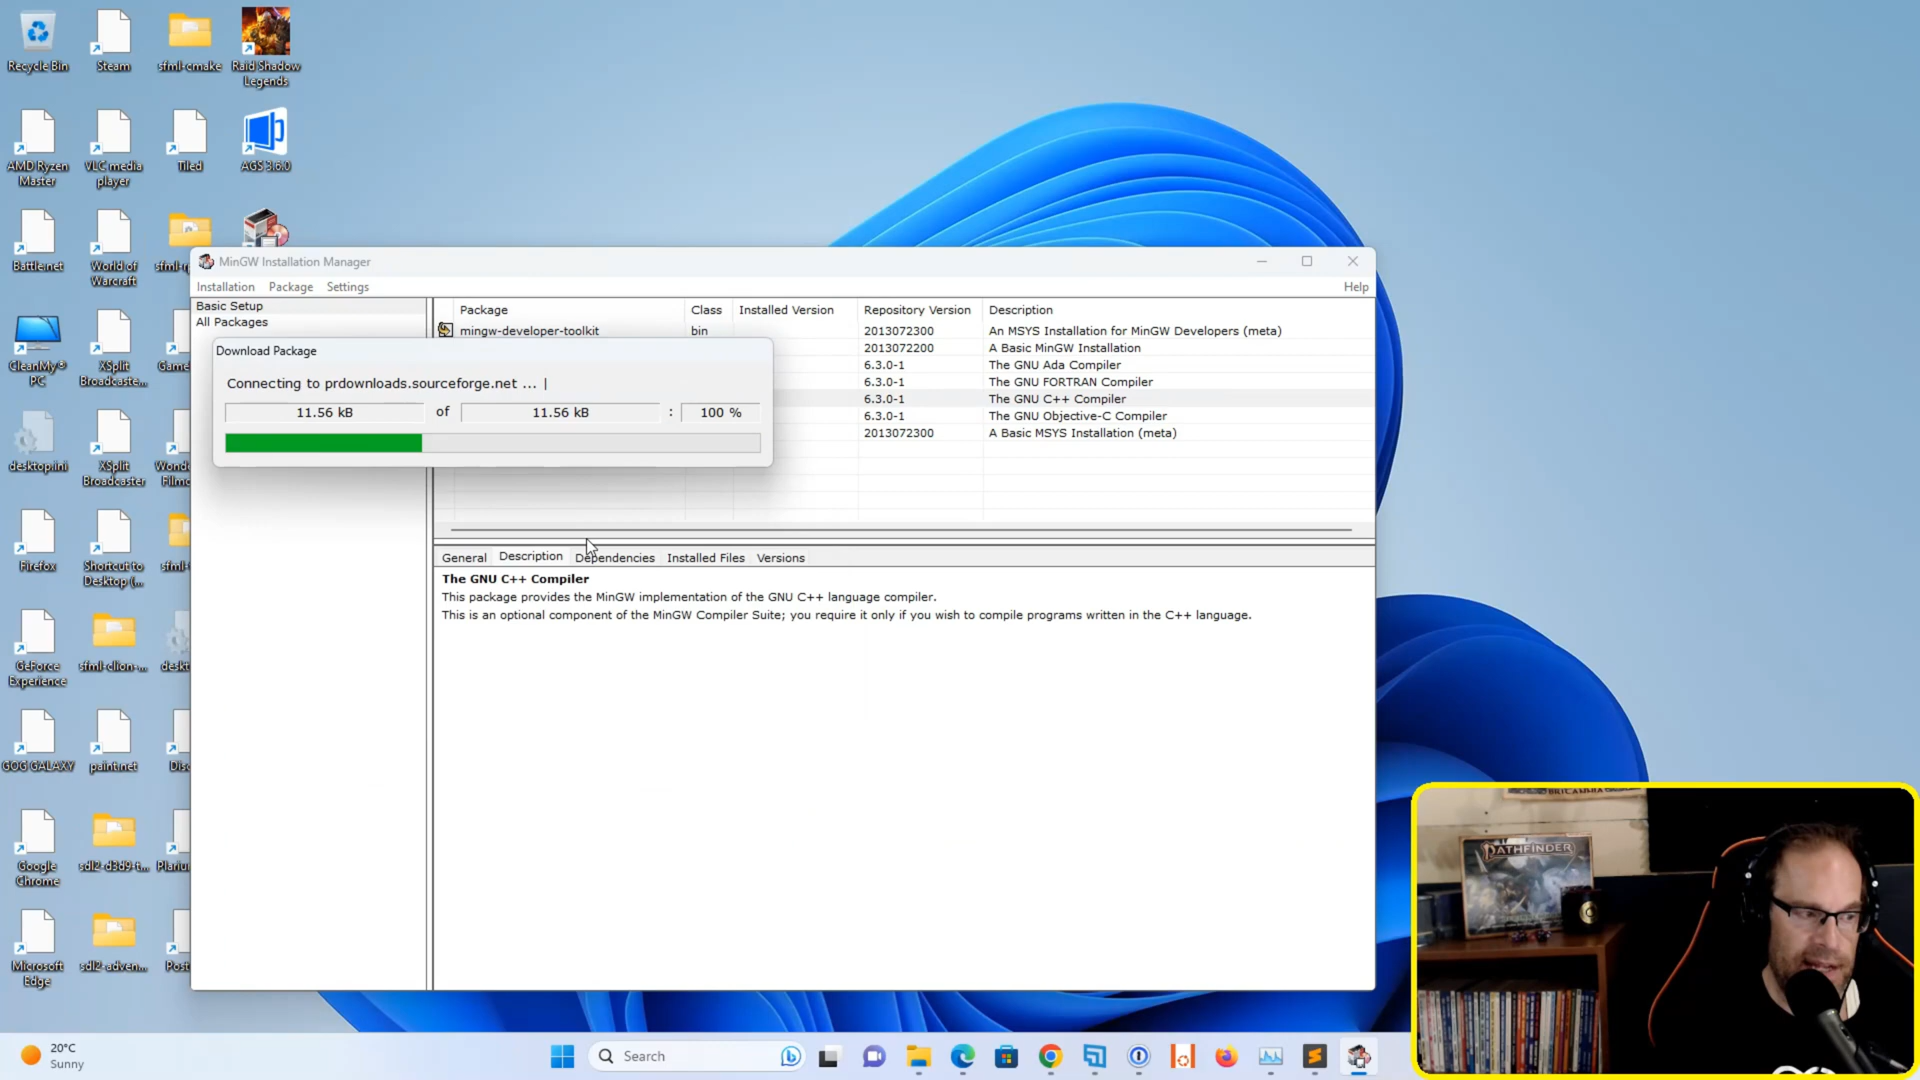 Recycle Bin
Steam
sfml-cmake
Raid Shadow
Legends
AMD Ryzen
Master
VLC media
player
Tiled
AGS 3.6.0
Battle.net
World of
Warcraft
MinGW Installation Manager
Installation Package Settings
Help
Basic Setup
All Packages
Package Class Installed Version Repository Version Description
mingw-developer-toolkit bin 2013072300 An MSYS Installation for MinGW Developers (meta)
2013072200 A Basic MinGW Installation
6.3.0-1 The GNU Ada Compiler
6.3.0-1 The GNU FORTRAN Compiler
6.3.0-1 The GNU C++ Compiler
6.3.0-1 The GNU Objective-C Compiler
2013072300 A Basic MSYS Installation (meta)
Download Package
Connecting to prdownloads.sourceforge.net ... |
11.56 kB of 11.56 kB : 100 %
CleanMy®
PC
XSplit
Broadcaste...
desktop.ini
XSplit
Broadcaster
Firefox
Shortcut to
Desktop (...
General Description Dependencies Installed Files Versions
The GNU C++ Compiler
This package provides the MinGW implementation of the GNU C++ language compiler.
This is an optional component of the MinGW Compiler Suite; you require it only if you wish to compile programs written in the C++ language.
GeForce
Experience
sfml-clion-...
GOG GALAXY
paint.net
Google
Chrome
sdl2-d3d9-t...
Microsoft
Edge
sdl2-adven...
PATHFINDER
20°C
Sunny
Search